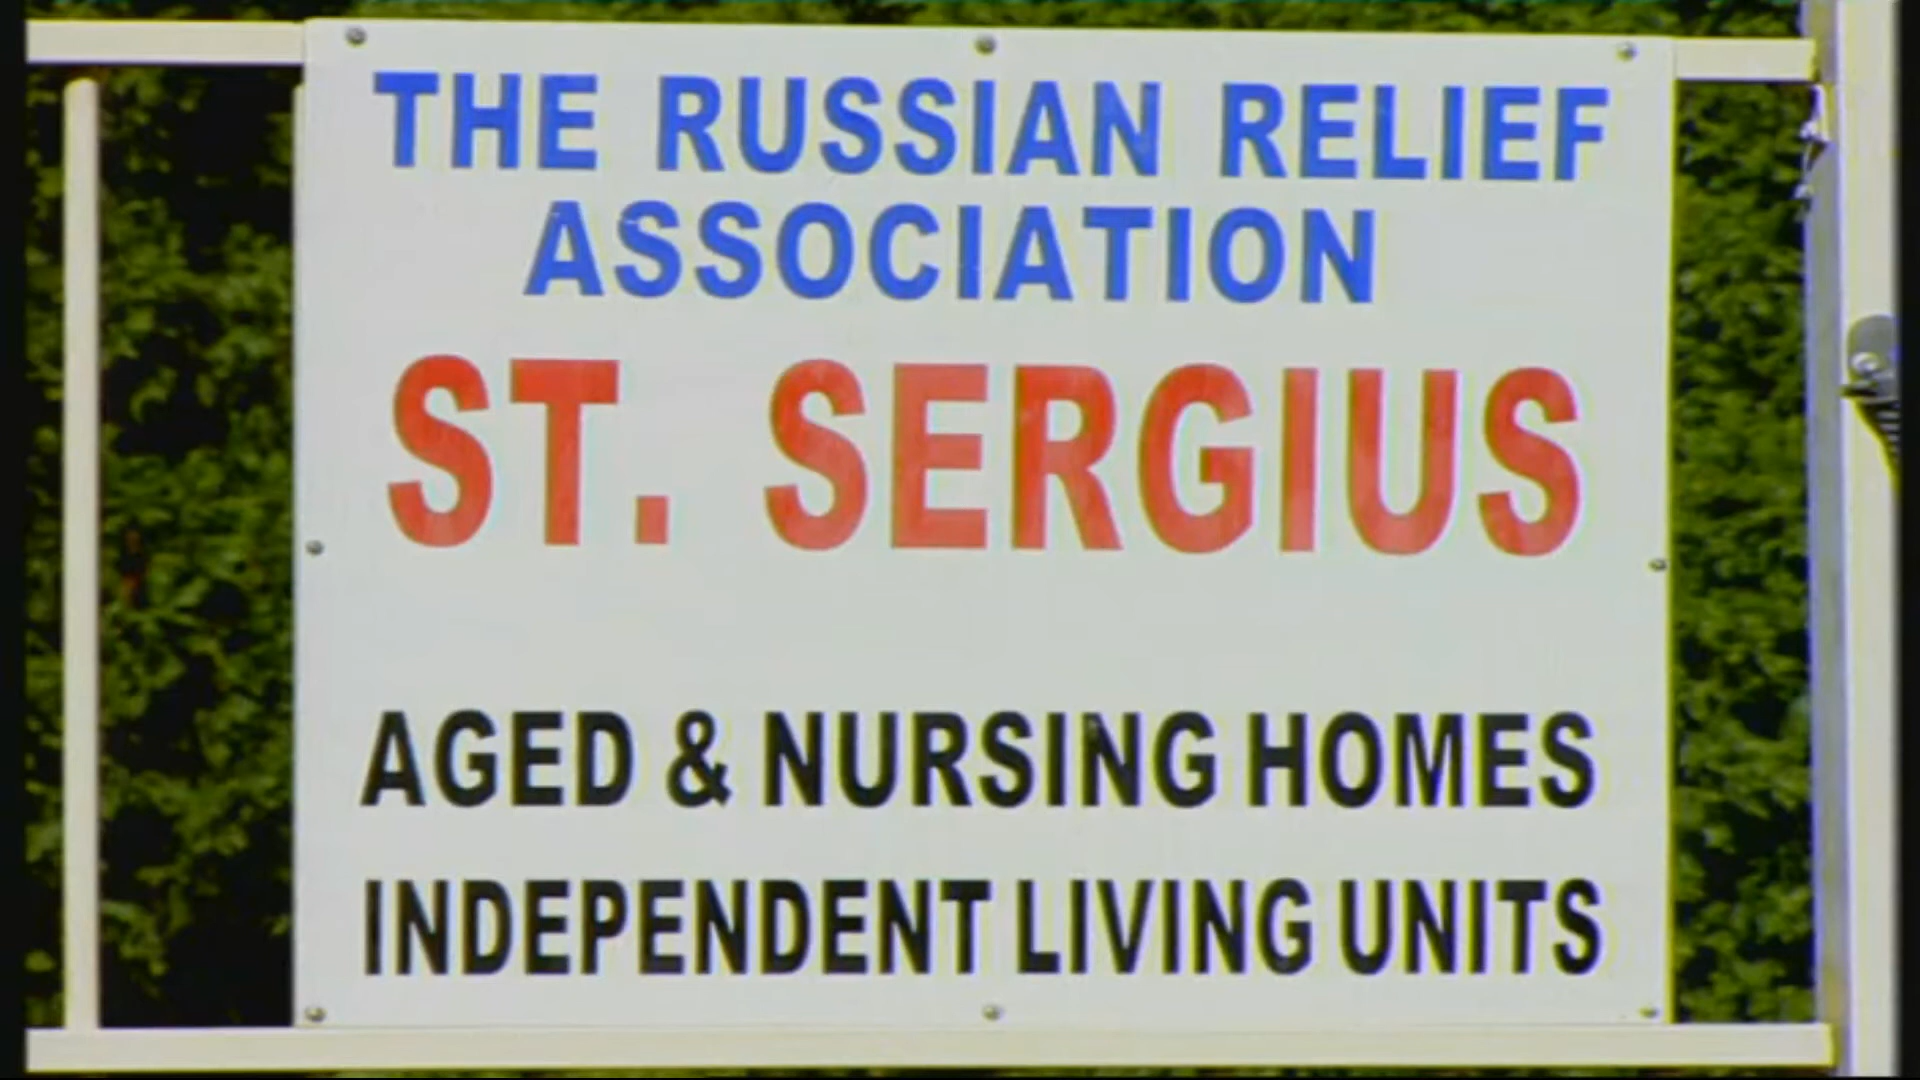 THE RUSSIAN RELIEF
ASSOCIATION
ST. SERGIUS
AGED & NURSING HOMES
INDEPENDENT LIVING UNITS